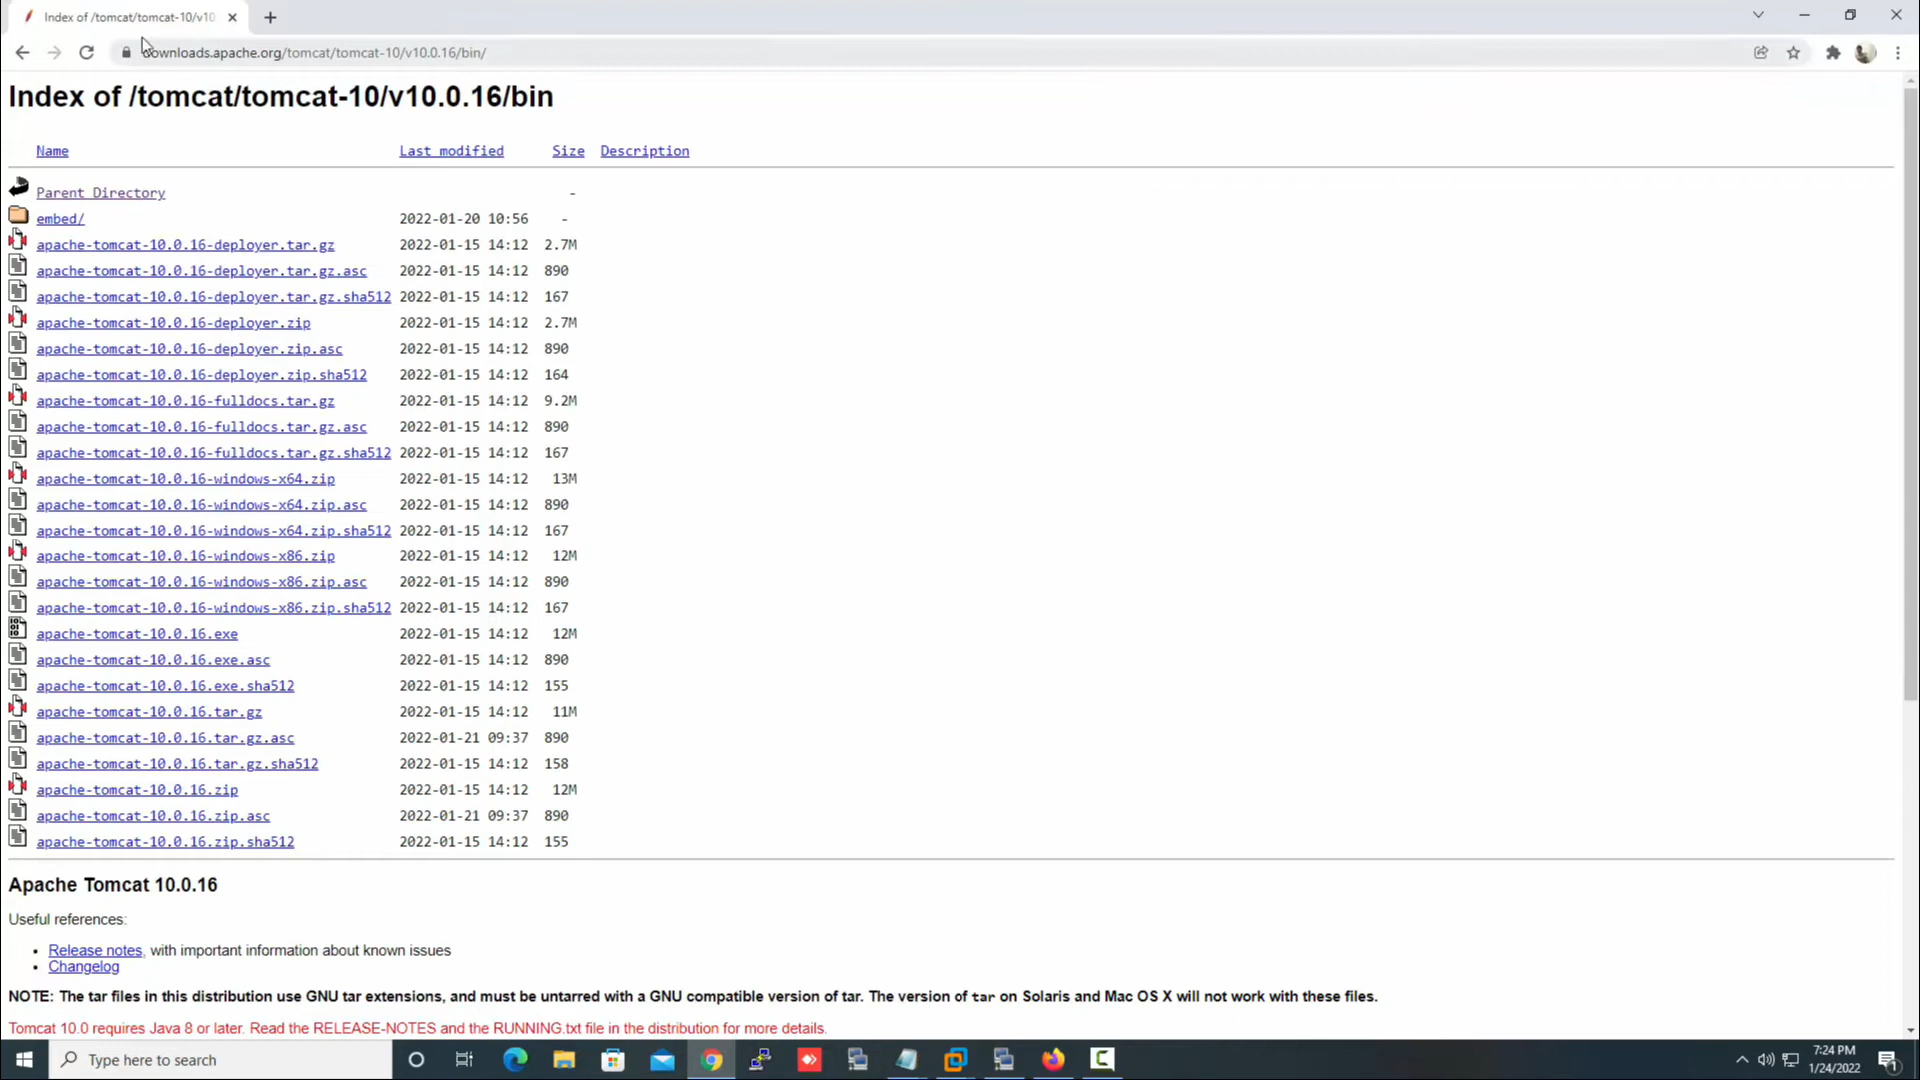 Index of /tomcat/tomcat-10/v10
downloads.apache.org/tomcat/tomcat-10/v10.0.16/bin/
Index of /tomcat/tomcat-10/v10.0.16/bin
Name Last modified Size Description
Parent Directory -
embed/ 2022-01-20 10:56 -
apache-tomcat-10.0.16-deployer.tar.gz 2022-01-15 14:12 2.7M
apache-tomcat-10.0.16-deployer.tar.gz.asc 2022-01-15 14:12 890
apache-tomcat-10.0.16-deployer.tar.gz.sha512 2022-01-15 14:12 167
apache-tomcat-10.0.16-deployer.zip 2022-01-15 14:12 2.7M
apache-tomcat-10.0.16-deployer.zip.asc 2022-01-15 14:12 890
apache-tomcat-10.0.16-deployer.zip.sha512 2022-01-15 14:12 164
apache-tomcat-10.0.16-fulldocs.tar.gz 2022-01-15 14:12 9.2M
apache-tomcat-10.0.16-fulldocs.tar.gz.asc 2022-01-15 14:12 890
apache-tomcat-10.0.16-fulldocs.tar.gz.sha512 2022-01-15 14:12 167
apache-tomcat-10.0.16-windows-x64.zip 2022-01-15 14:12 13M
apache-tomcat-10.0.16-windows-x64.zip.asc 2022-01-15 14:12 890
apache-tomcat-10.0.16-windows-x64.zip.sha512 2022-01-15 14:12 167
apache-tomcat-10.0.16-windows-x86.zip 2022-01-15 14:12 12M
apache-tomcat-10.0.16-windows-x86.zip.asc 2022-01-15 14:12 890
apache-tomcat-10.0.16-windows-x86.zip.sha512 2022-01-15 14:12 167
apache-tomcat-10.0.16.exe 2022-01-15 14:12 12M
apache-tomcat-10.0.16.exe.asc 2022-01-15 14:12 890
apache-tomcat-10.0.16.exe.sha512 2022-01-15 14:12 155
apache-tomcat-10.0.16.tar.gz 2022-01-15 14:12 11M
apache-tomcat-10.0.16.tar.gz.asc 2022-01-21 09:37 890
apache-tomcat-10.0.16.tar.gz.sha512 2022-01-15 14:12 158
apache-tomcat-10.0.16.zip 2022-01-15 14:12 12M
apache-tomcat-10.0.16.zip.asc 2022-01-21 09:37 890
apache-tomcat-10.0.16.zip.sha512 2022-01-15 14:12 155
Apache Tomcat 10.0.16
Useful references:
• Release notes, with important information about known issues
• Changelog
NOTE: The tar files in this distribution use GNU tar extensions, and must be untarred with a GNU compatible version of tar. The version of tar on Solaris and Mac OS X will not work with these files.
Tomcat 10.0 requires Java 8 or later. Read the RELEASE-NOTES and the RUNNING.txt file in the distribution for more details.
Type here to search
7:24 PM
1/24/2022
1